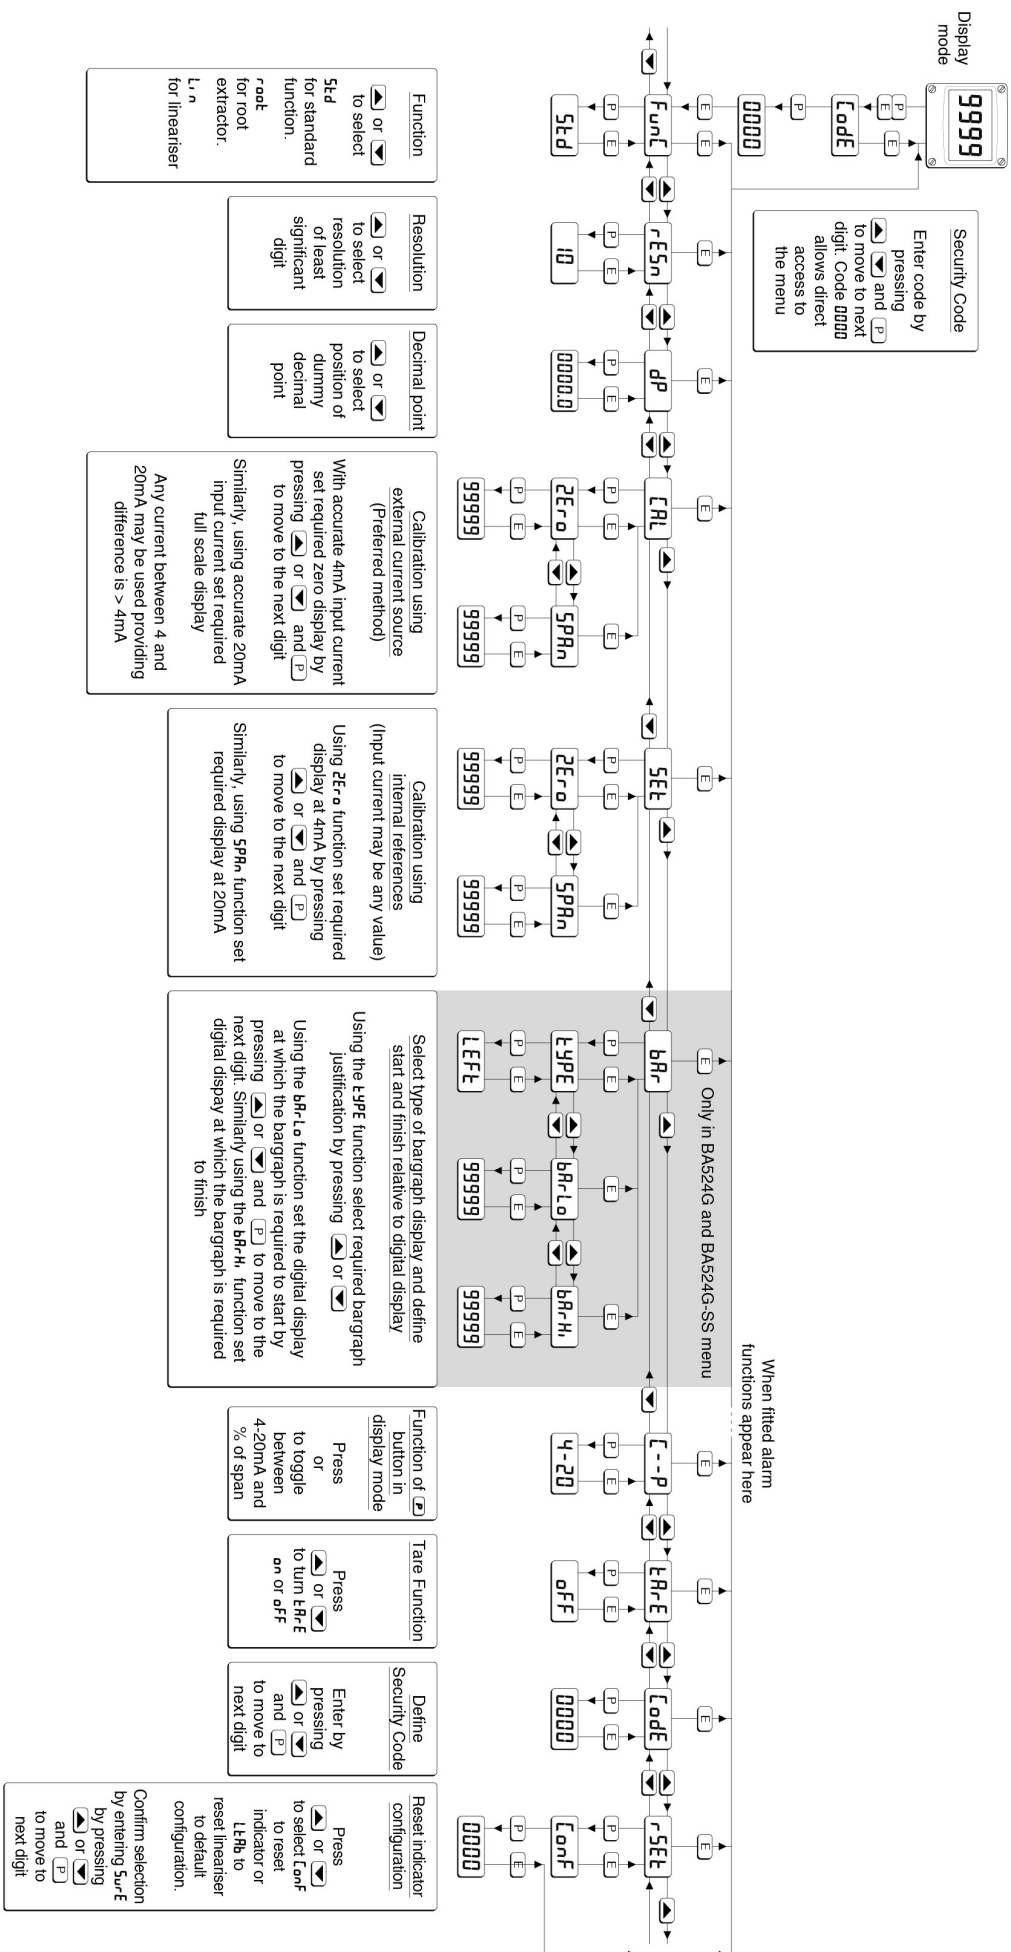 Display
mode
9999
P
E
E
CodE
P
0000
E
E
Security Code
Enter code by
pressing
and P
to move to next
digit. Code 0000
allows direct
access to
the menu
FunC
P
E
Std
E
rESn
P
E
10
E
dP
P
E
0000.0
E
CAL
P
E
E
ZEro
SPAn
P
E
P
E
99999
99999
E
SEt
P
E
E
ZEro
SPAn
P
E
P
E
99999
99999
Only in BA524G and BA524G-SS menu
E
bAr
P
E
E
E
tYPE
bArLo
bArHi
P
E
P
E
P
E
LEFt
99999
99999
When fitted alarm
functions appear here
E
C--P
P
E
4-20
E
tArE
P
E
oFF
E
CodE
P
E
0000
rSEt
P
E
ConF
P
E
0000
Function
or
to select
Std
for standard
function.
root
for root
extractor.
Lin
for lineariser
Resolution
or
to select
resolution
of least
significant
digit
Decimal point
or
to select
position of
dummy
decimal
point
Calibration using
external current source
(Preferred method)
With accurate 4mA input current
set required zero display by
pressing or and P
to move to the next digit
Similarly, using accurate 20mA
input current set required
full scale display
Any current between 4 and
20mA may be used providing
difference is > 4mA
Calibration using
internal references
(Input current may be any value)
Using ZEro function set required
display at 4mA by pressing
or and P
to move to the next digit
Similarly, using SPAn function set
required display at 20mA
Select type of bargraph display and define
start and finish relative to digital display
Using the tYPE function select required bargraph
justification by pressing or
Using the bArLo function set the digital display
at which the bargraph is required to start by
pressing or and P to move to the
next digit. Similarly using the bArHi function set
digital dispay at which the bargraph is required
to finish
Function of P
button in
display mode
Press
or
to toggle
between
4-20mA and
% of span
Tare Function
Press
or
to turn tArE
on or oFF
Define
Security Code
Enter by
pressing
or
and P
to move to
next digit
Reset indicator
configuration
Press
or
to select ConF
to reset
indicator or
LtAb to
reset lineariser
to default
configuration.
Confirm selection
by entering SurE
by pressing
or
and P
to move to
next digit